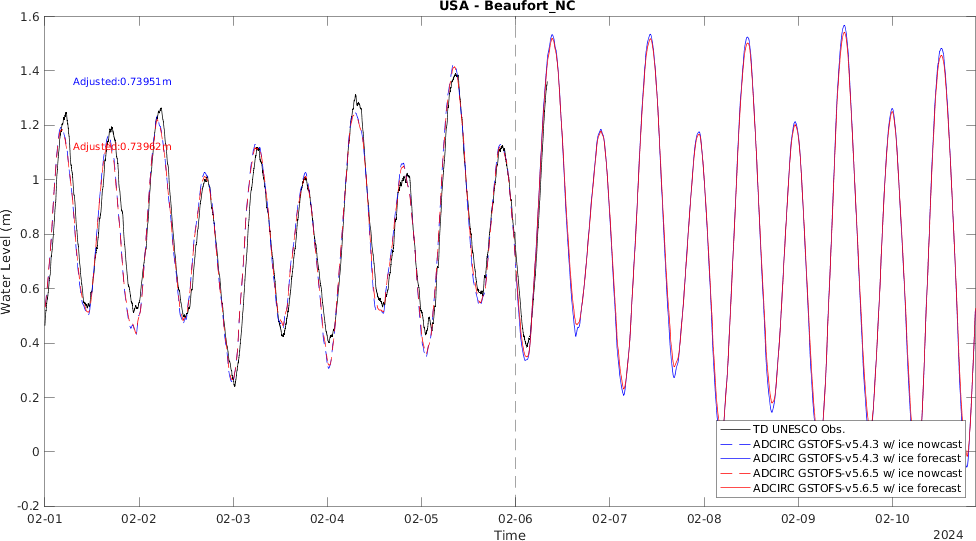 USA - Beaufort_NC
1.6
1.4
1.2
1
0.8
0.6
0.4
0.2
0
-0.2
Water Level (m)
Adjusted:0.73951m
Adjusted:0.73962m
TD UNESCO Obs.
ADCIRC GSTOFS-v5.4.3 w/ ice nowcast
ADCIRC GSTOFS-v5.4.3 w/ ice forecast
ADCIRC GSTOFS-v5.6.5 w/ ice nowcast
ADCIRC GSTOFS-v5.6.5 w/ ice forecast
02-01 02-02 02-03 02-04 02-05 02-06 02-07 02-08 02-09 02-10
Time
2024